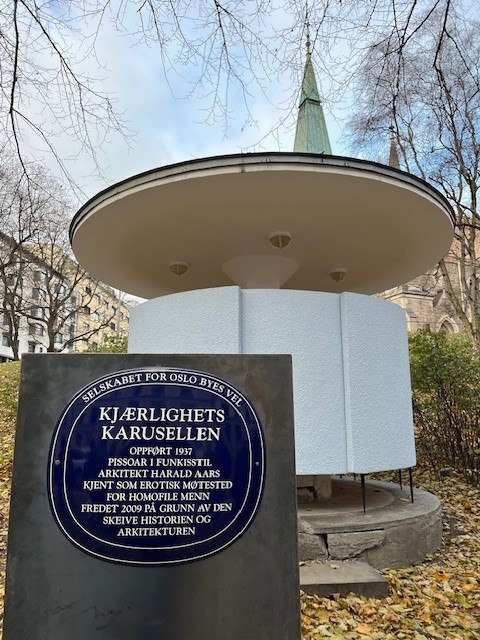 SELSKABET FOR OSLO BYES VEL
KJÆRLIGHETS
KARUSELLEN
OPPFØRT 1937
PISSOAR I FUNKISSTIL
ARKITEKT HARALD AARS
KJENT SOM EROTISK MØTESTED
FOR HOMOFILE MENN
FREDET 2009 PÅ GRUNN AV DEN
SKEIVE HISTORIEN OG
ARKITEKTUREN